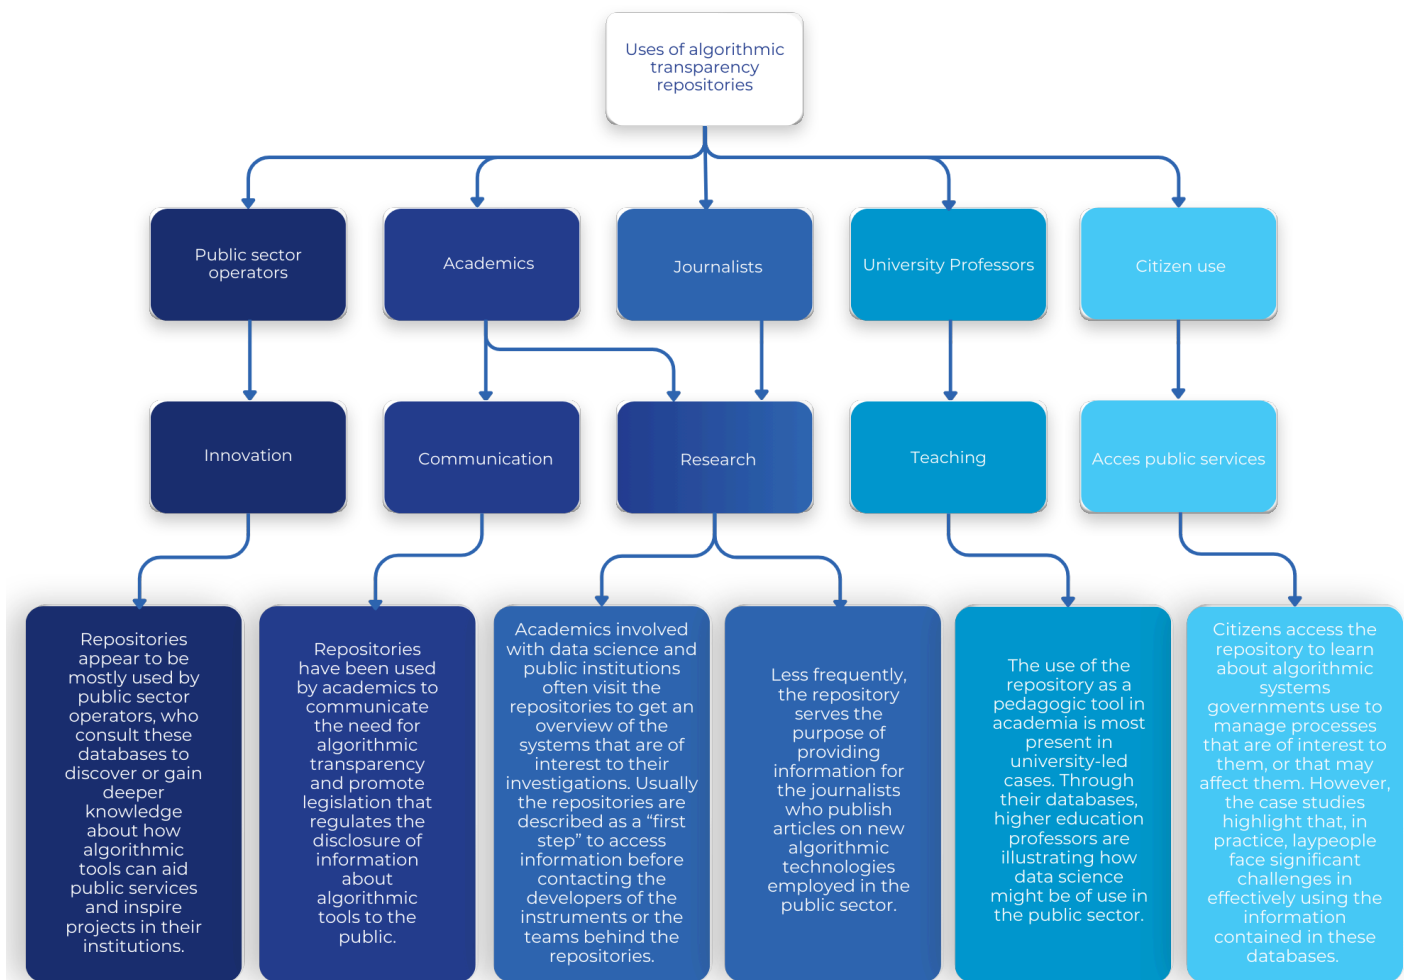 Uses of algorithmic
transparency
repositories
Public sector
operators
Academics
Journalists
University Professors
Citizen use
Innovation
Communication
Research
Teaching
Acces public services
Repositories
appear to be
mostly used by
public sector
operators, who
consult these
databases to
discover or gain
deeper
knowledge
about how
algorithmic
tools can aid
public services
and inspire
projects in their
institutions.
Repositories
have been used
by academics to
communicate
the need for
algorithmic
transparency
and promote
legislation that
regulates the
disclosure of
information
about
algorithmic
tools to the
public.
Academics involved
with data science and
public institutions
often visit the
repositories to get an
overview of the
systems that are of
interest to their
investigations. Usually
the repositories are
described as a “first
step” to access
information before
contacting the
developers of the
instruments or the
teams behind the
repositories.
Less frequently,
the repository
serves the
purpose of
providing
information for
the journalists
who publish
articles on new
algorithmic
technologies
employed in the
public sector.
The use of the
repository as a
pedagogic tool in
academia is most
present in
university-led
cases. Through
their databases,
higher education
professors are
illustrating how
data science
might be of use in
the public sector.
Citizens access the
repository to learn
about algorithmic
systems
governments use to
manage processes
that are of interest to
them, or that may
affect them. However,
the case studies
highlight that, in
practice, laypeople
face significant
challenges in
effectively using the
information
contained in these
databases.